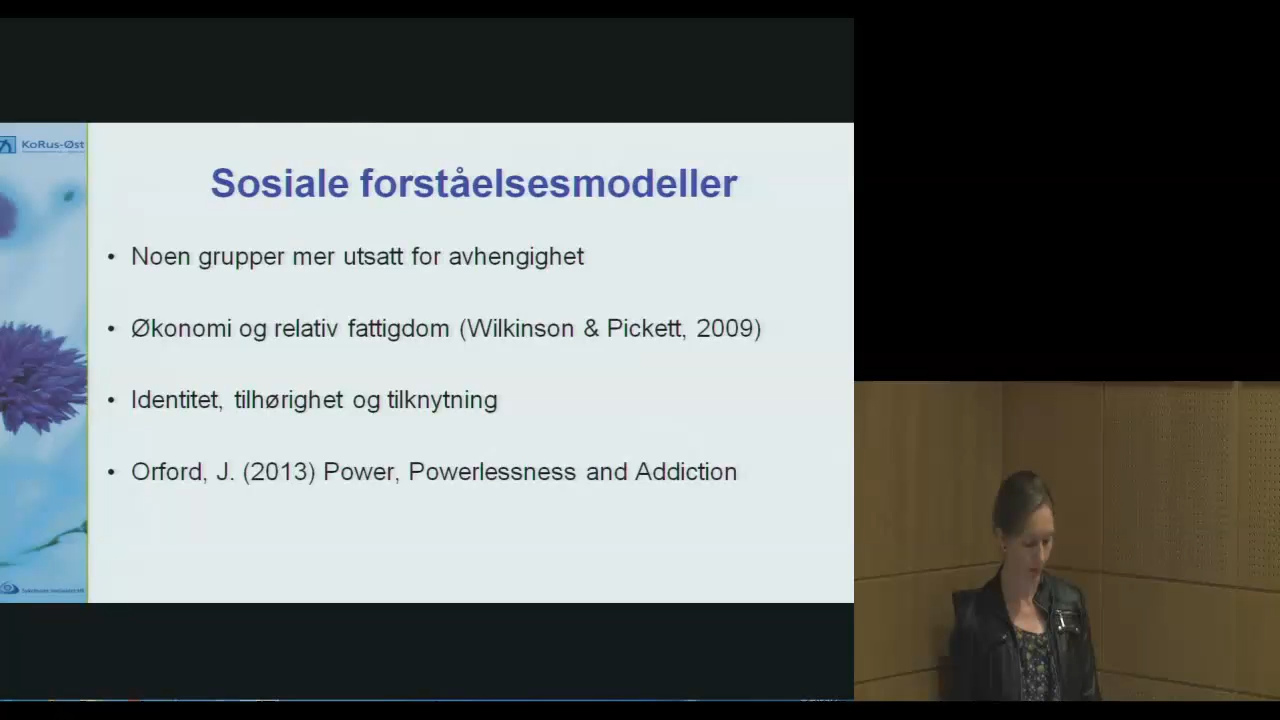 KoRus-Øst
Sosiale forståelsesmodeller
• Noen grupper mer utsatt for avhengighet
• Økonomi og relativ fattigdom (Wilkinson & Pickett, 2009)
• Identitet, tilhørighet og tilknytning
• Orford, J. (2013) Power, Powerlessness and Addiction